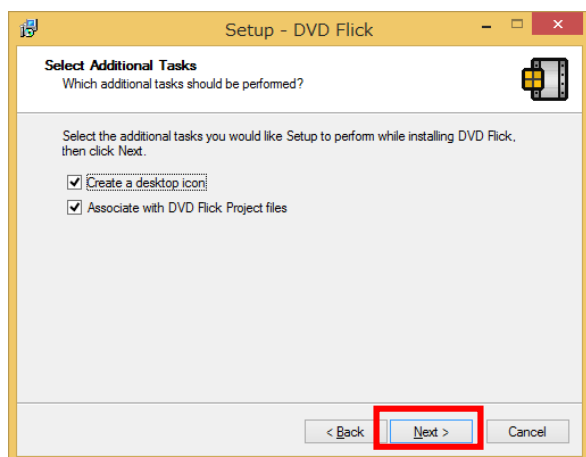 Setup - DVD Flick
Select Additional Tasks
Which additional tasks should be performed?
Select the additional tasks you would like Setup to perform while installing DVD Flick,
then click Next.
Create a desktop icon
Associate with DVD Flick Project files
< Back
Next >
Cancel